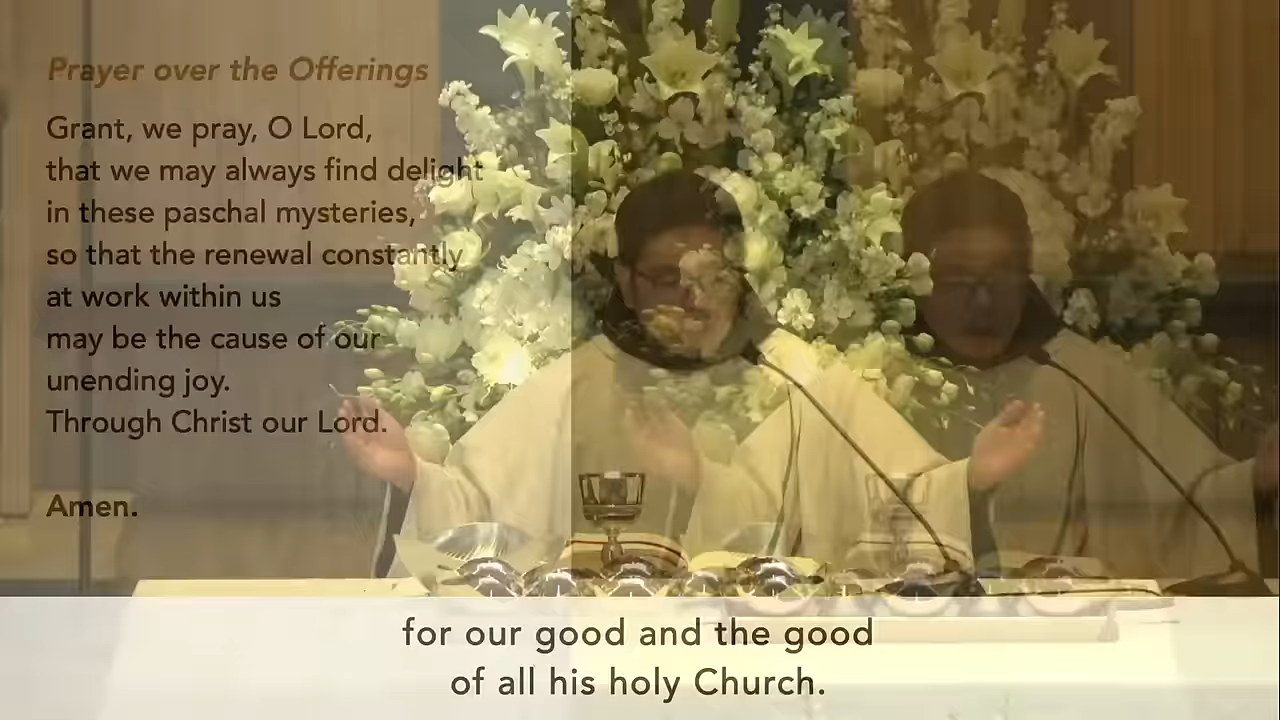 Prayer over the Offerings
Grant, we pray, O Lord,
that we may always find delight
in these paschal mysteries,
so that the renewal constantly
at work within us
may be the cause of our
unending joy.
Through Christ our Lord.
Amen.
for our good and the good
of all his holy Church.